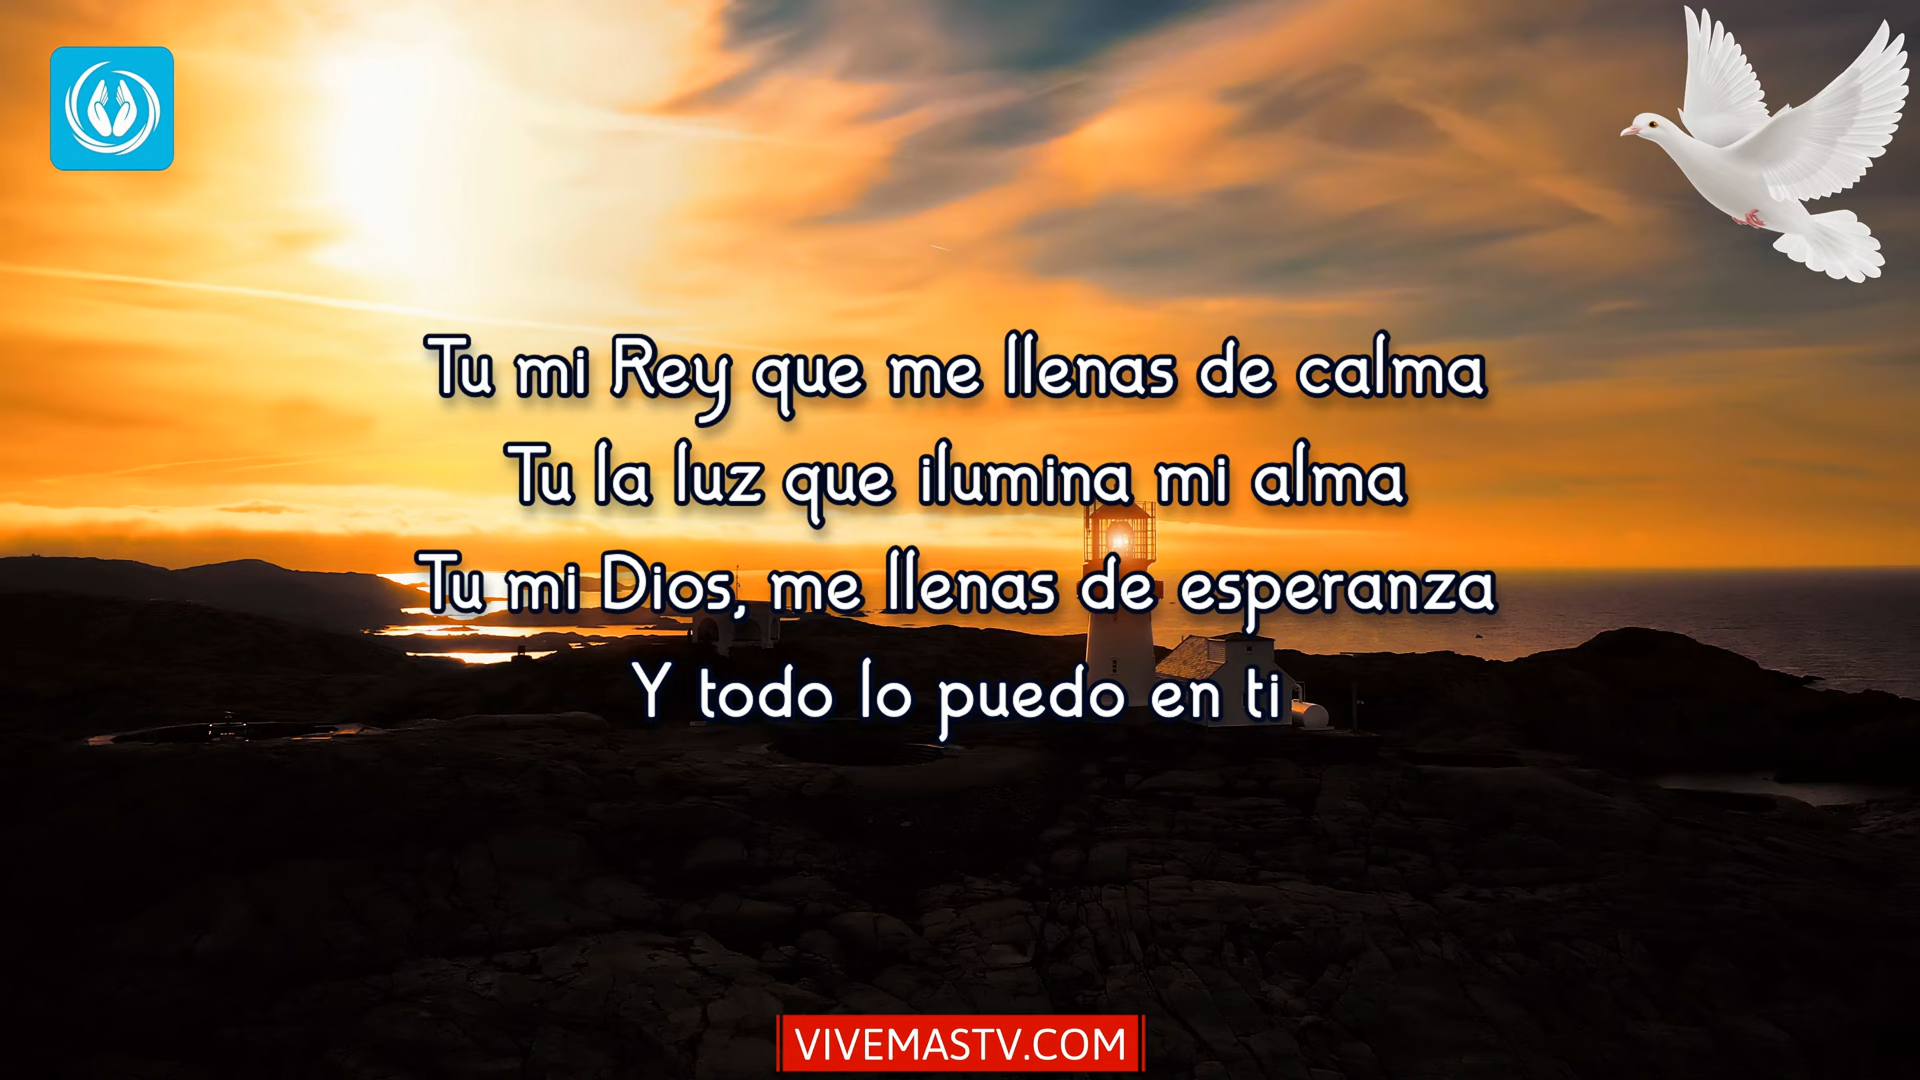 Tu mi Rey que me llenas de calma
Tu la luz que ilumina mi alma
Tu mi Dios, me llenas de esperanza
Y todo lo puedo en ti
VIVEMASTV.COM